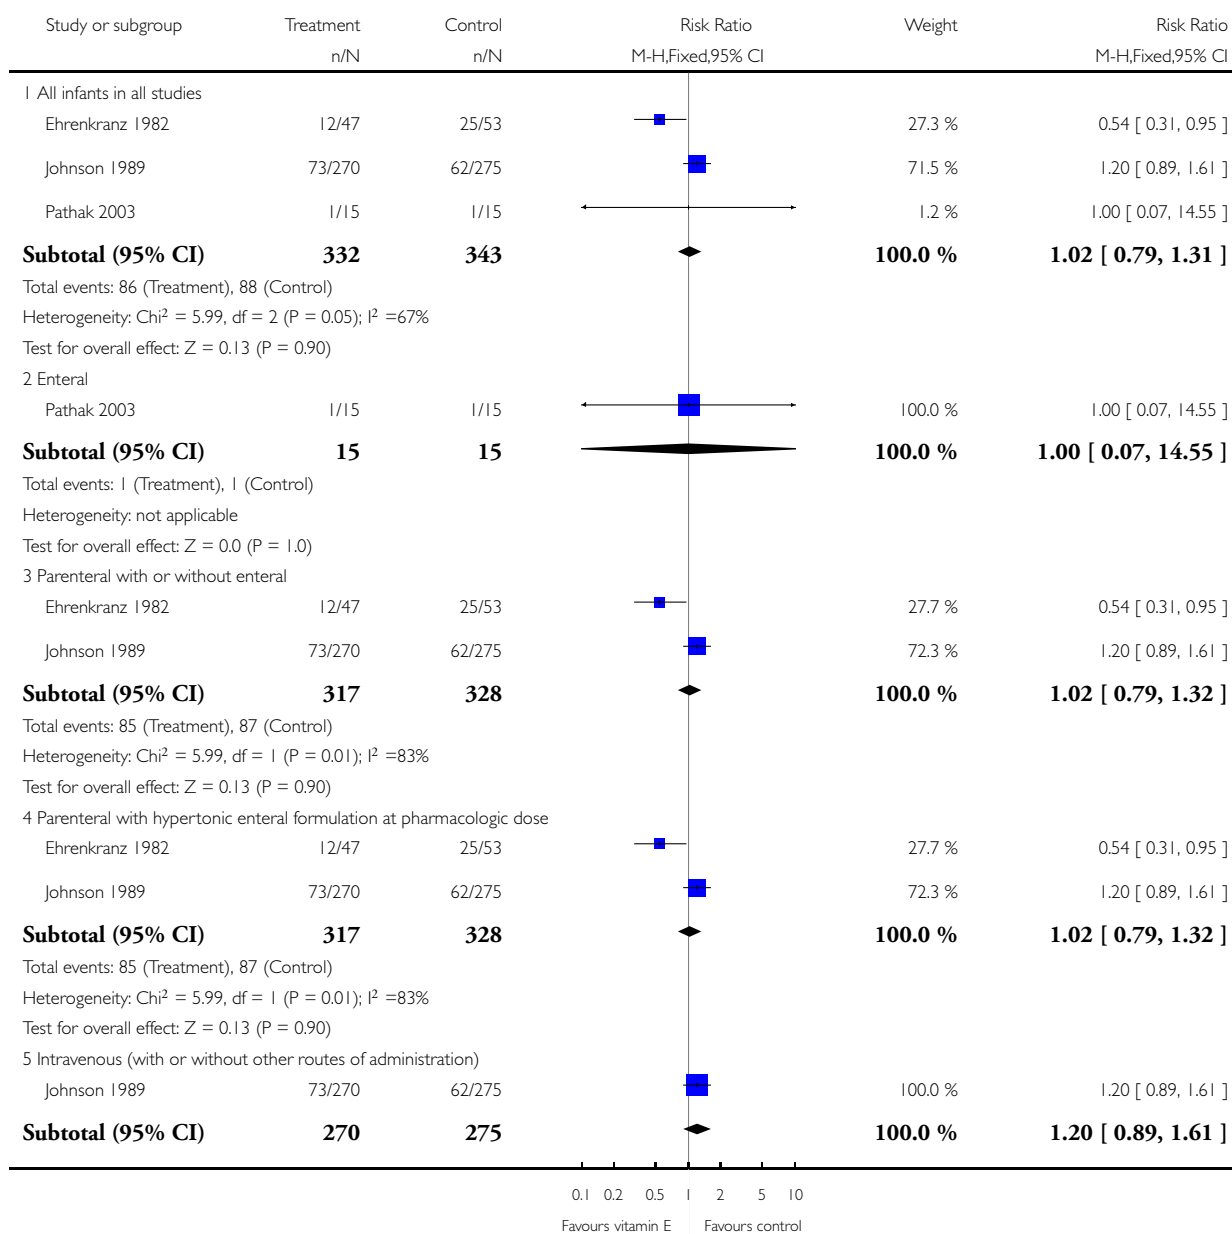 Study or subgroup Treatment Control Risk Ratio Weight Risk Ratio
n/N n/N M-H,Fixed,95% CI M-H,Fixed,95% CI
1 All infants in all studies
Ehrenkranz 1982 12/47 25/53 27.3 % 0.54 [ 0.31, 0.95 ]
Johnson 1989 73/270 62/275 71.5 % 1.20 [ 0.89, 1.61 ]
Pathak 2003 1/15 1/15 1.2 % 1.00 [ 0.07, 14.55 ]
Subtotal (95% CI) 332 343 100.0 % 1.02 [ 0.79, 1.31 ]
Total events: 86 (Treatment), 88 (Control)
Heterogeneity: Chi² = 5.99, df = 2 (P = 0.05); I² =67%
Test for overall effect: Z = 0.13 (P = 0.90)
2 Enteral
Pathak 2003 1/15 1/15 100.0 % 1.00 [ 0.07, 14.55 ]
Subtotal (95% CI) 15 15 100.0 % 1.00 [ 0.07, 14.55 ]
Total events: 1 (Treatment), 1 (Control)
Heterogeneity: not applicable
Test for overall effect: Z = 0.0 (P = 1.0)
3 Parenteral with or without enteral
Ehrenkranz 1982 12/47 25/53 27.7 % 0.54 [ 0.31, 0.95 ]
Johnson 1989 73/270 62/275 72.3 % 1.20 [ 0.89, 1.61 ]
Subtotal (95% CI) 317 328 100.0 % 1.02 [ 0.79, 1.32 ]
Total events: 85 (Treatment), 87 (Control)
Heterogeneity: Chi² = 5.99, df = 1 (P = 0.01); I² =83%
Test for overall effect: Z = 0.13 (P = 0.90)
4 Parenteral with hypertonic enteral formulation at pharmacologic dose
Ehrenkranz 1982 12/47 25/53 27.7 % 0.54 [ 0.31, 0.95 ]
Johnson 1989 73/270 62/275 72.3 % 1.20 [ 0.89, 1.61 ]
Subtotal (95% CI) 317 328 100.0 % 1.02 [ 0.79, 1.32 ]
Total events: 85 (Treatment), 87 (Control)
Heterogeneity: Chi² = 5.99, df = 1 (P = 0.01); I² =83%
Test for overall effect: Z = 0.13 (P = 0.90)
5 Intravenous (with or without other routes of administration)
Johnson 1989 73/270 62/275 100.0 % 1.20 [ 0.89, 1.61 ]
Subtotal (95% CI) 270 275 100.0 % 1.20 [ 0.89, 1.61 ]
0.1 0.2 0.5 1 2 5 10
Favours vitamin E Favours control